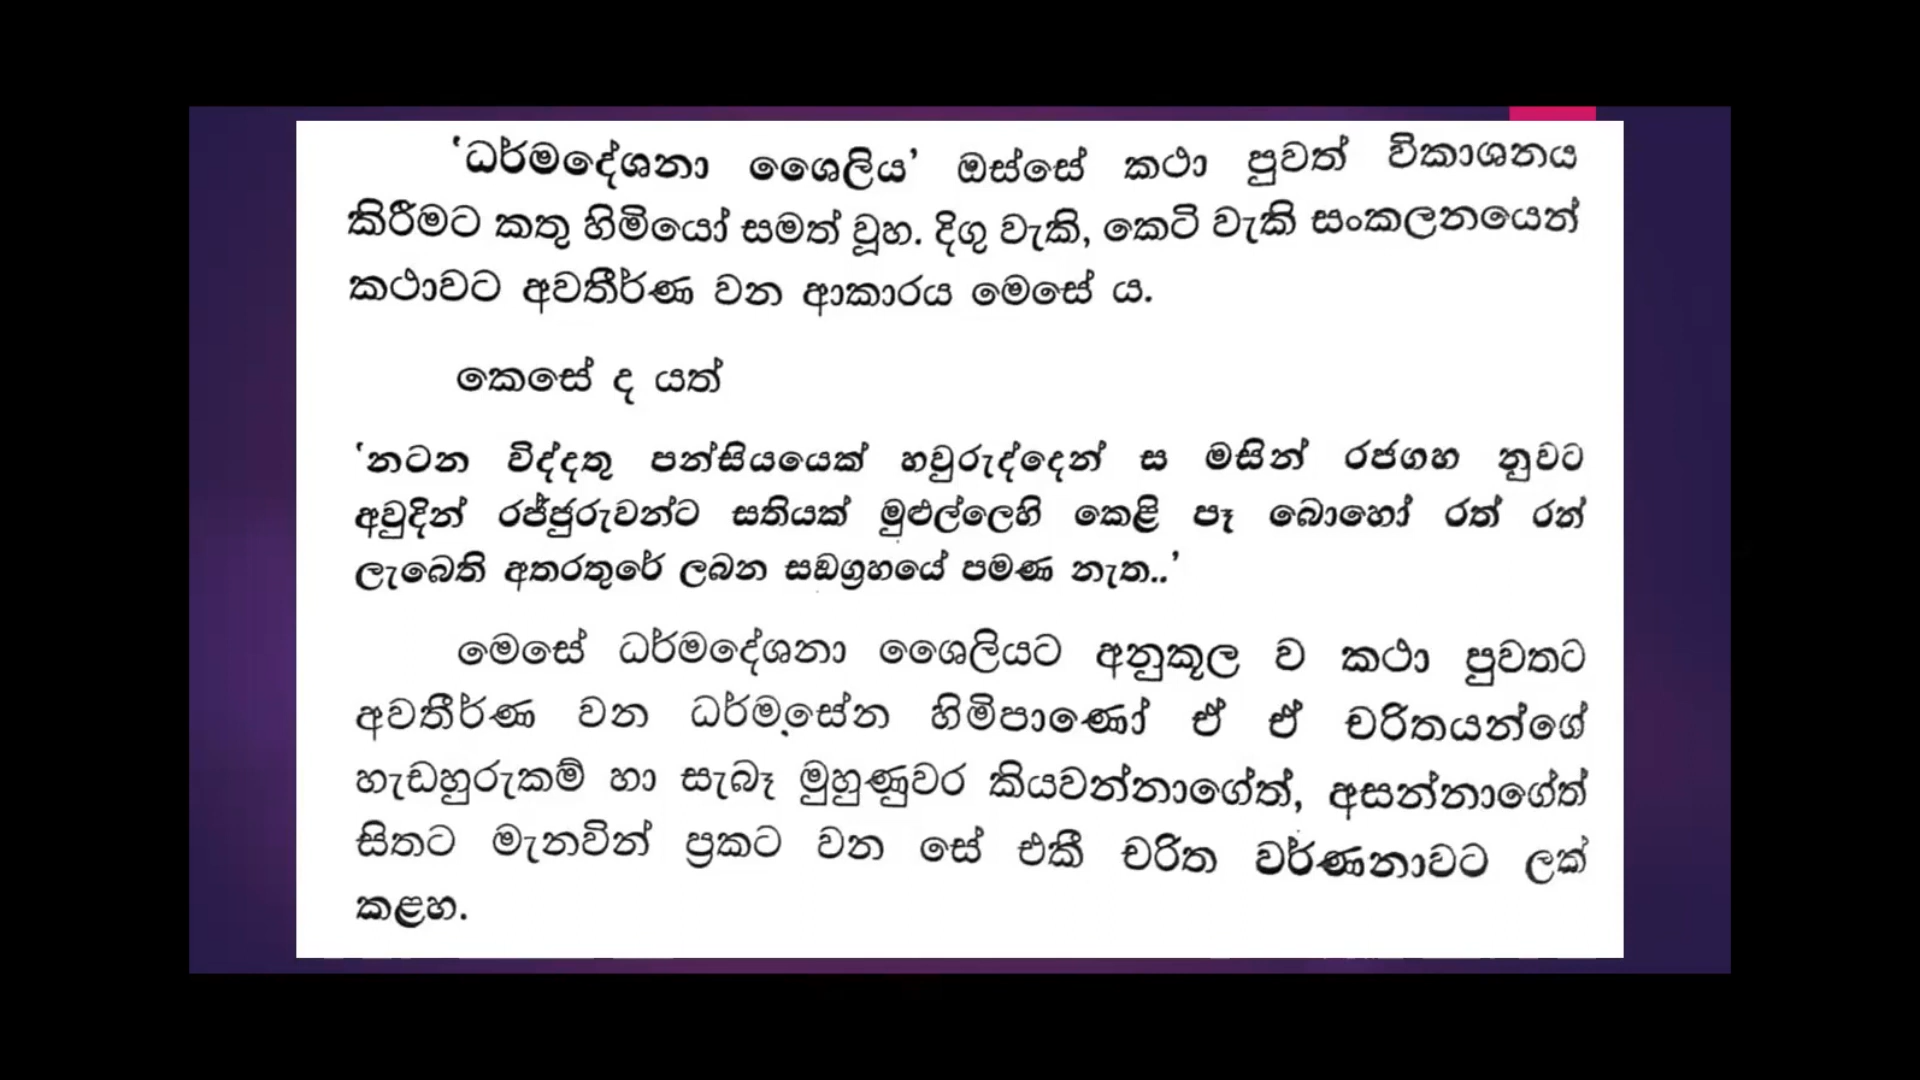 ‘ධර්මදේශනා ශෛලිය’ ඔස්සේ කථා පුවත් විකාශනය
කිරීමට කතු හිමියෝ සමත් වූහ. දිගු වැකි, කෙටි වැකි සංකලනයෙන්
කථාවට අවතීර්ණ වන ආකාරය මෙසේ ය.
කෙසේ ද යත්
‘නටන විද්දතු පන්සියයෙක් හවුරුද්දෙන් ස මසින් රජගහ නුවට
අවුදින් රජ්ජුරුවන්ට සතියක් මුළුල්ලෙහි කෙළි පෑ බොහෝ රත් රන්
ලැබෙති අතරතුරේ ලබන සඞග්‍රහයේ පමණ නැත..’
මෙසේ ධර්මදේශනා ශෛලියට අනුකූල ව කථා පුවතට
අවතීර්ණ වන ධර්මසේන හිමිපාණෝ ඒ ඒ චරිතයන්ගේ
හැඩහුරුකම් හා සැබෑ මුහුණුවර කියවන්නාගේත්, අසන්නාගේත්
සිතට මැනවින් ප්‍රකට වන සේ එකී චරිත වර්ණනාවට ලක්
කළහ.